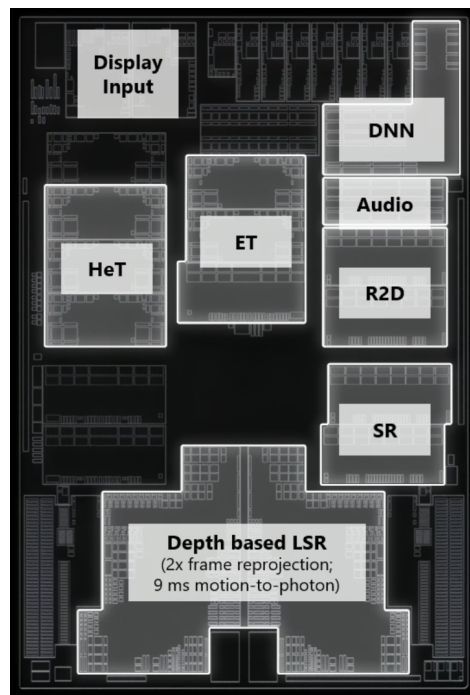 Display
Input
DNN
Audio
ET
HeT
R2D
SR
Depth based LSR
(2x frame reprojection;
9 ms motion-to-photon)